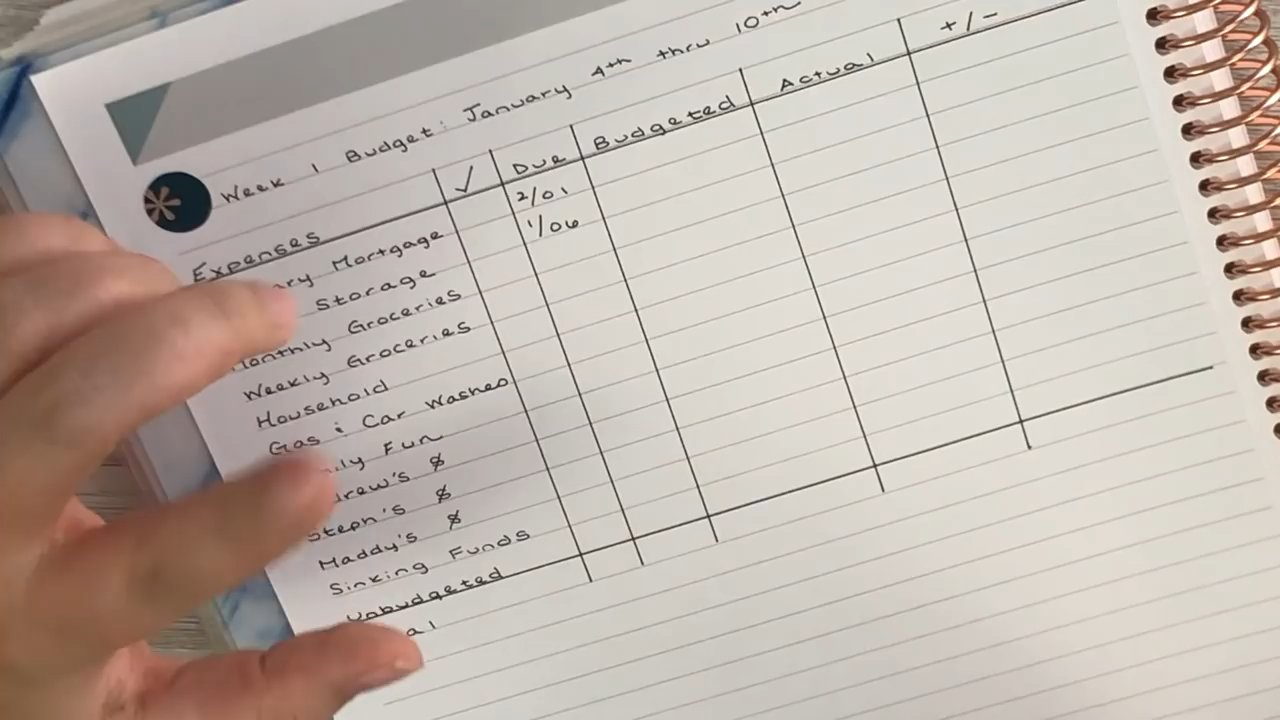 Week 1 Budget: January 4th thru 10th
Expenses ✓ Due Budgeted Actual +/-
Mortgage 2/01
Storage 1/06
Monthly Groceries
Weekly Groceries
Household
Gas & Car Washes
Fun
$
Steph's $
Maddy's $
Sinking Funds
Unbudgeted